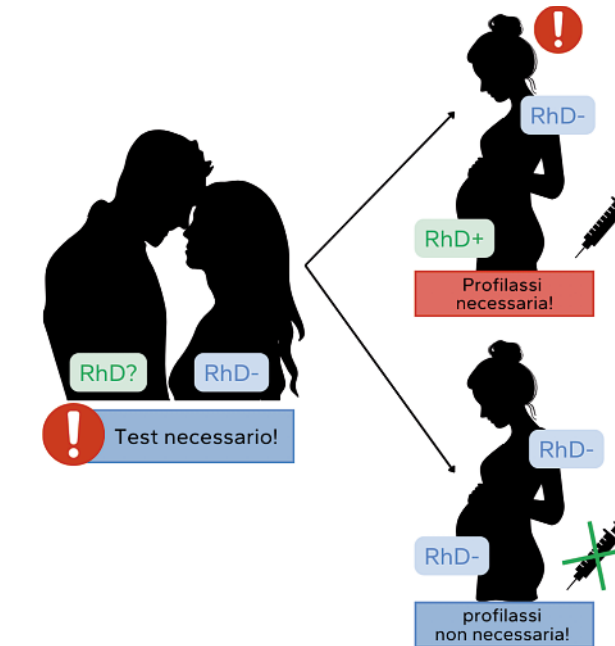 RhD?
RhD-
Test necessario!
RhD-
RhD+
Profilassi
necessaria!
RhD-
RhD-
profilassi
non necessaria!